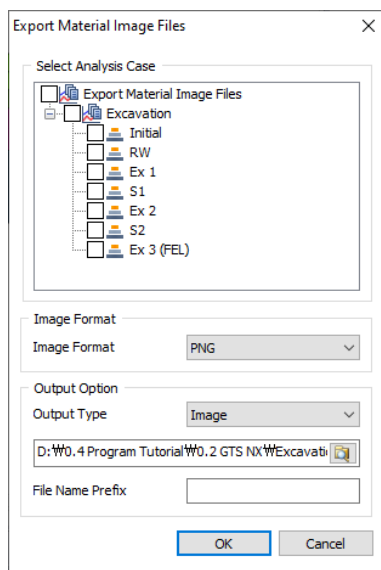 Export Material Image Files
Select Analysis Case
Export Material Image Files
Excavation
Initial
RW
Ex 1
S1
Ex 2
S2
Ex 3 (FEL)
Image Format
Image Format PNG
Output Option
Output Type Image
D:₩0.4 Program Tutorial₩0.2 GTS NX₩Excavati
File Name Prefix
OK Cancel